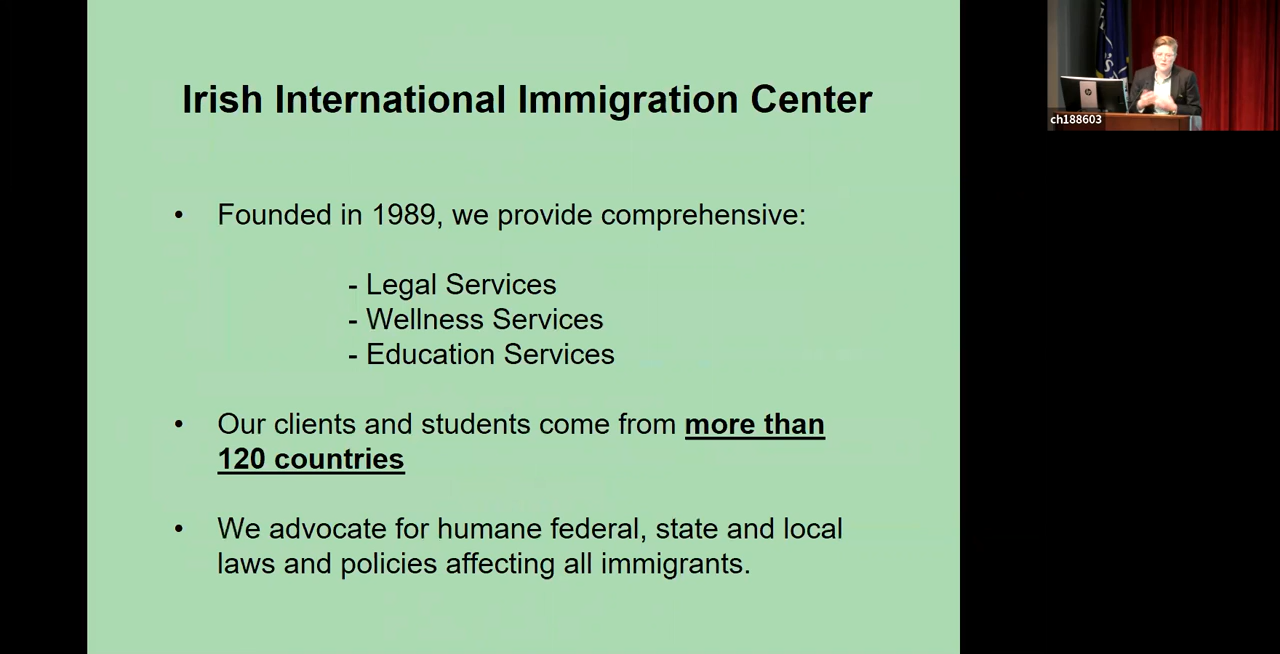 Irish International Immigration Center
• Founded in 1989, we provide comprehensive:
- Legal Services
- Wellness Services
- Education Services
• Our clients and students come from more than
120 countries
• We advocate for humane federal, state and local
laws and policies affecting all immigrants.
ch188603